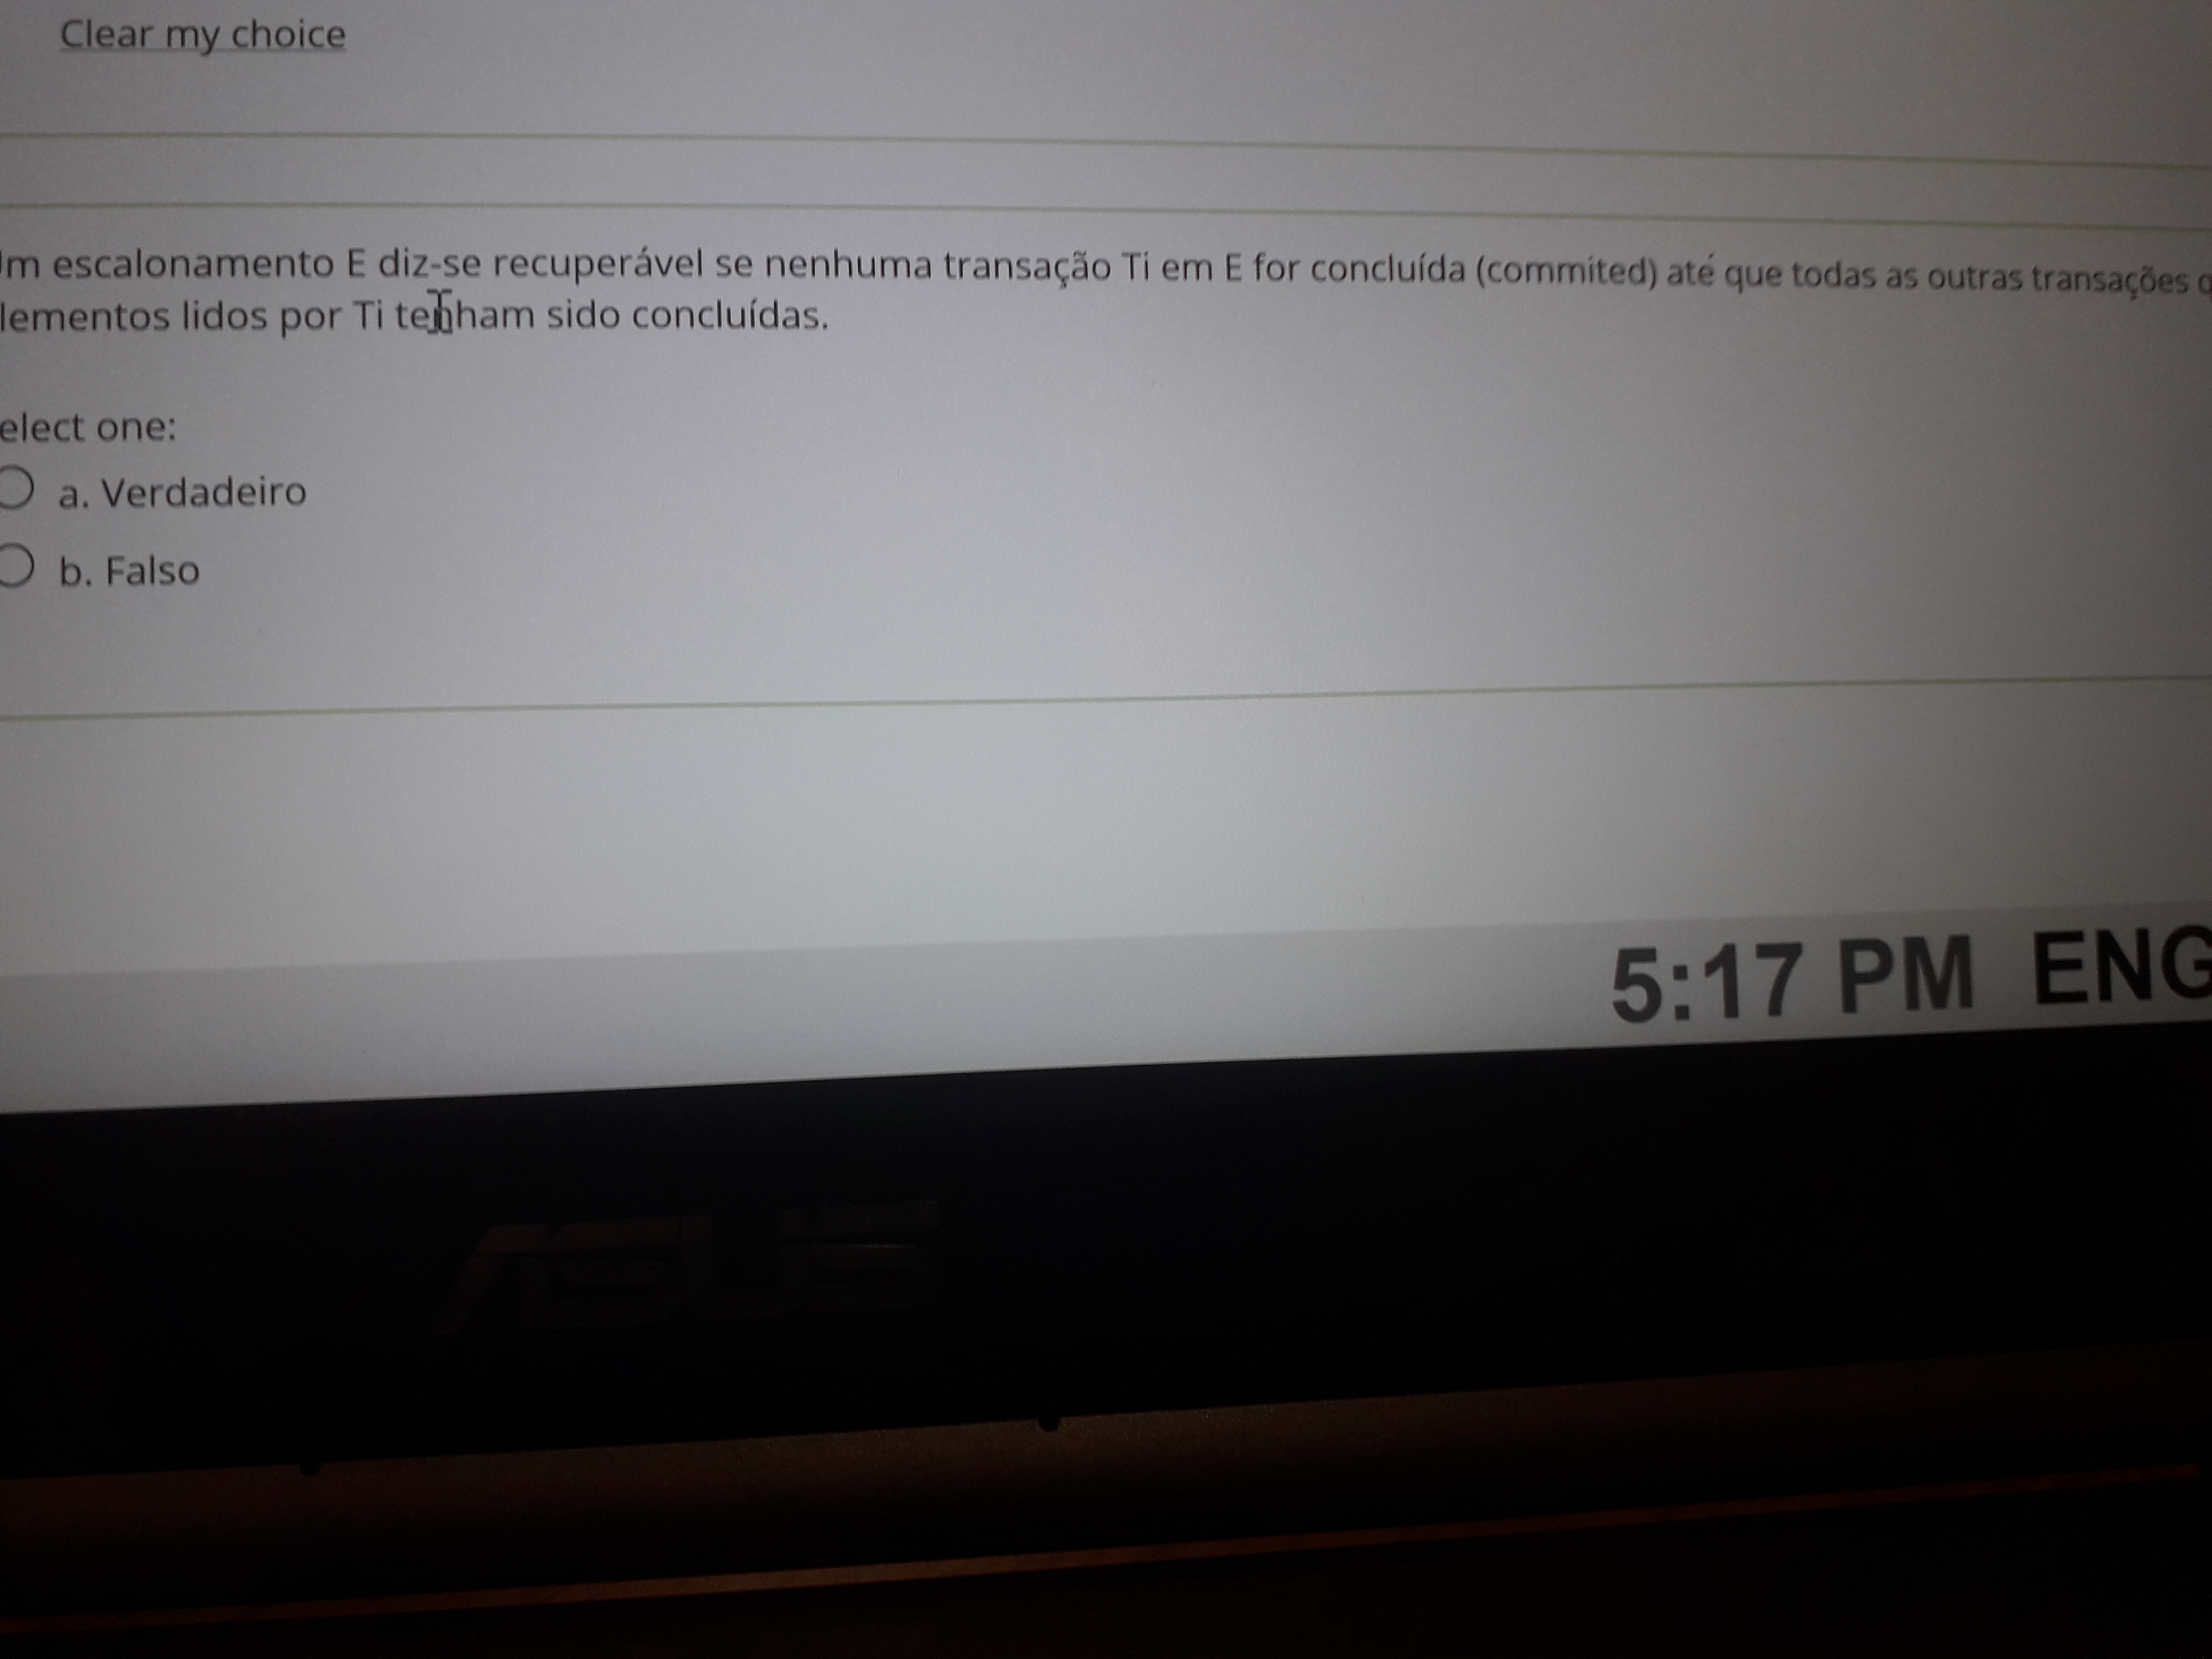 Clear my choice
m escalonamento E diz-se recuperável se nenhuma transação Ti em E for concluída (commited) até que todas as outras transações q
lementos lidos por Ti tenham sido concluídas.
elect one:
a. Verdadeiro
b. Falso
5:17 PM ENG
ASUS